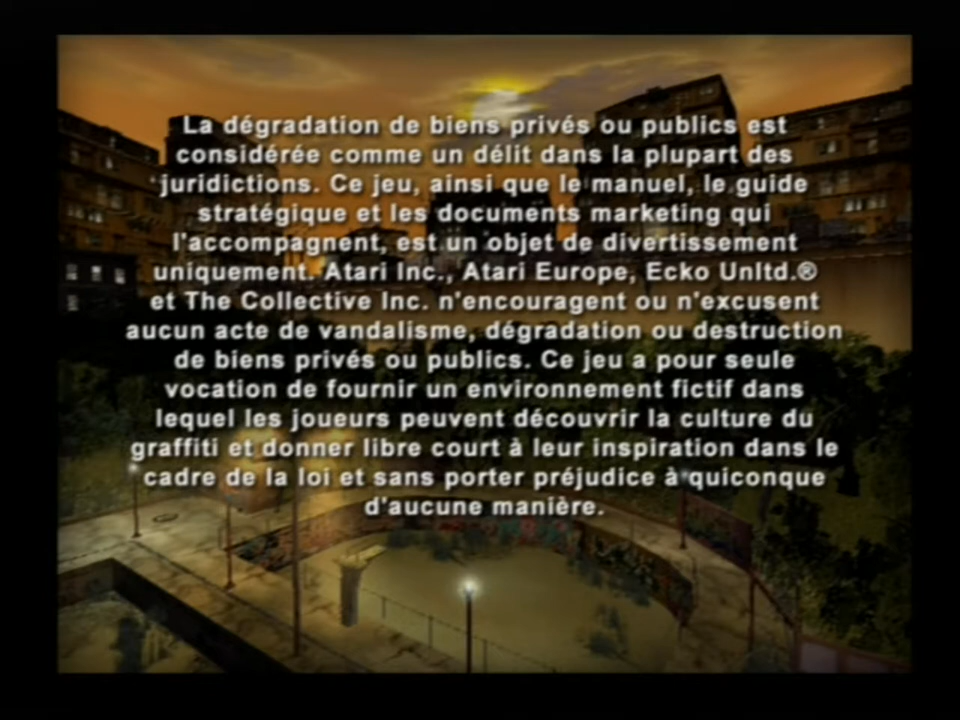 La dégradation de biens privés ou publics est
considérée comme un délit dans la plupart des
juridictions. Ce jeu, ainsi que le manuel, le guide
stratégique et les documents marketing qui
l'accompagnent, est un objet de divertissement
uniquement. Atari Inc., Atari Europe, Ecko Unltd.®
et The Collective Inc. n'encouragent ou n'excusent
aucun acte de vandalisme, dégradation ou destruction
de biens privés ou publics. Ce jeu a pour seule
vocation de fournir un environnement fictif dans
lequel les joueurs peuvent découvrir la culture du
graffiti et donner libre court à leur inspiration dans le
cadre de la loi et sans porter préjudice à quiconque
d'aucune manière.